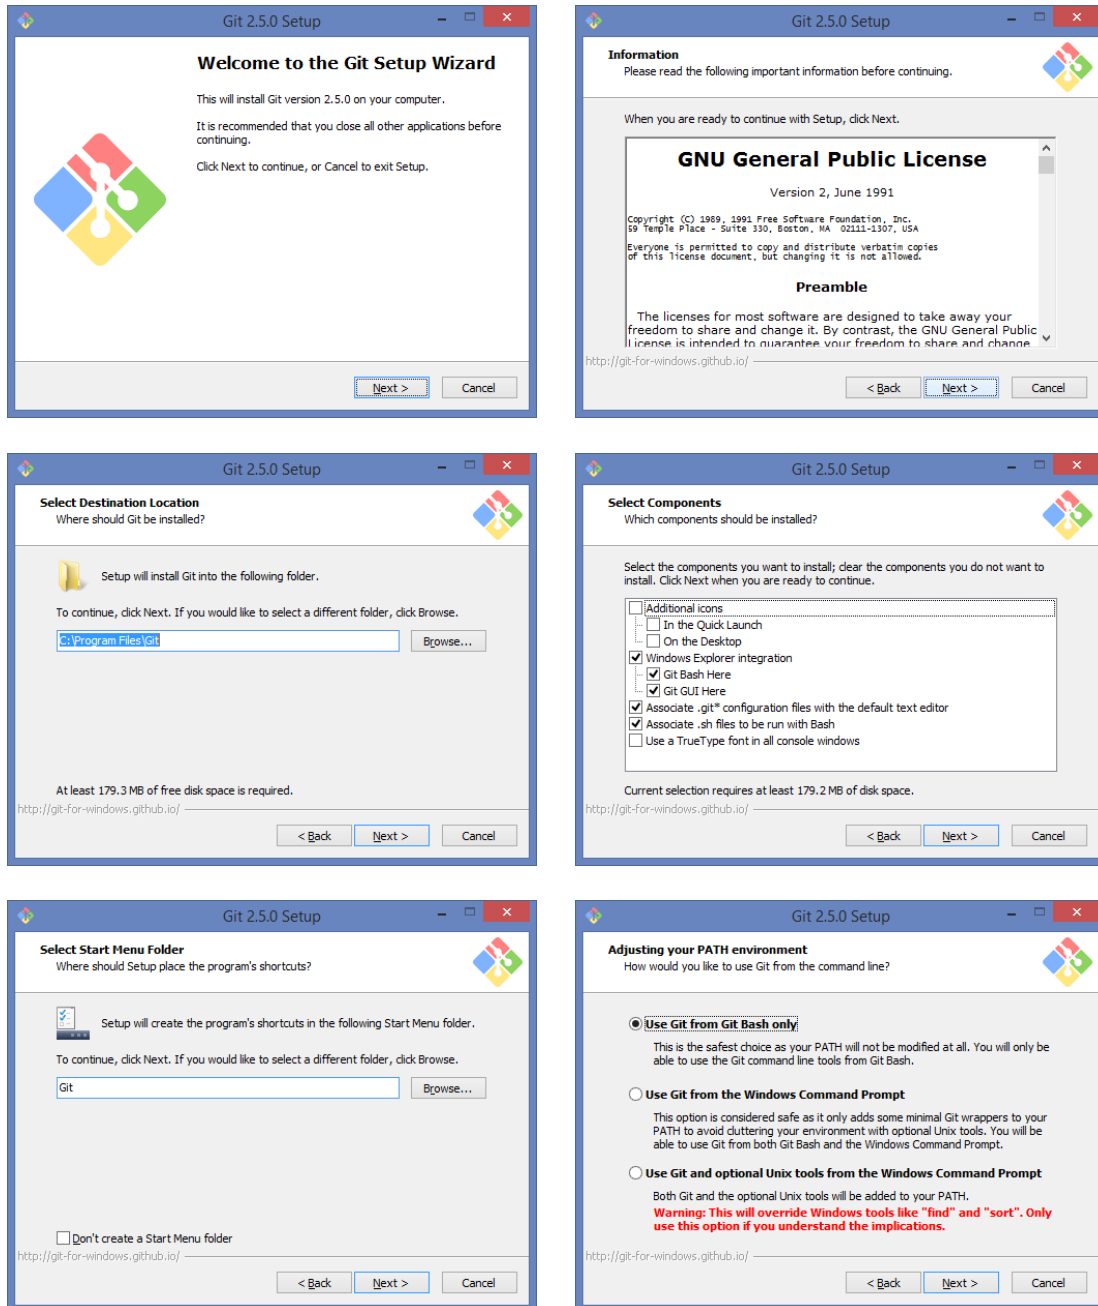 Git 2.5.0 Setup
Welcome to the Git Setup Wizard
This will install Git version 2.5.0 on your computer.
It is recommended that you close all other applications before
continuing.
Click Next to continue, or Cancel to exit Setup.
Next >
Cancel
Git 2.5.0 Setup
Information
Please read the following important information before continuing.
When you are ready to continue with Setup, click Next.
GNU General Public License
Version 2, June 1991
Copyright (C) 1989, 1991 Free Software Foundation, Inc.
59 Temple Place - Suite 330, Boston, MA  02111-1307, USA
Everyone is permitted to copy and distribute verbatim copies
of this license document, but changing it is not allowed.
Preamble
The licenses for most software are designed to take away your
freedom to share and change it. By contrast, the GNU General Public
License is intended to guarantee your freedom to share and change
http://git-for-windows.github.io/
< Back
Next >
Cancel
Git 2.5.0 Setup
Select Destination Location
Where should Git be installed?
Setup will install Git into the following folder.
To continue, click Next. If you would like to select a different folder, click Browse.
C:\Program Files\Git
Browse...
At least 179.3 MB of free disk space is required.
http://git-for-windows.github.io/
< Back
Next >
Cancel
Git 2.5.0 Setup
Select Components
Which components should be installed?
Select the components you want to install; clear the components you do not want to
install. Click Next when you are ready to continue.
Additional icons
In the Quick Launch
On the Desktop
Windows Explorer integration
Git Bash Here
Git GUI Here
Associate .git* configuration files with the default text editor
Associate .sh files to be run with Bash
Use a TrueType font in all console windows
Current selection requires at least 179.2 MB of disk space.
http://git-for-windows.github.io/
< Back
Next >
Cancel
Git 2.5.0 Setup
Select Start Menu Folder
Where should Setup place the program's shortcuts?
Setup will create the program's shortcuts in the following Start Menu folder.
To continue, click Next. If you would like to select a different folder, click Browse.
Git
Browse...
Don't create a Start Menu folder
http://git-for-windows.github.io/
< Back
Next >
Cancel
Git 2.5.0 Setup
Adjusting your PATH environment
How would you like to use Git from the command line?
Use Git from Git Bash only
This is the safest choice as your PATH will not be modified at all. You will only be
able to use the Git command line tools from Git Bash.
Use Git from the Windows Command Prompt
This option is considered safe as it only adds some minimal Git wrappers to your
PATH to avoid cluttering your environment with optional Unix tools. You will be
able to use Git from both Git Bash and the Windows Command Prompt.
Use Git and optional Unix tools from the Windows Command Prompt
Both Git and the optional Unix tools will be added to your PATH.
Warning: This will override Windows tools like "find" and "sort". Only
use this option if you understand the implications.
http://git-for-windows.github.io/
< Back
Next >
Cancel